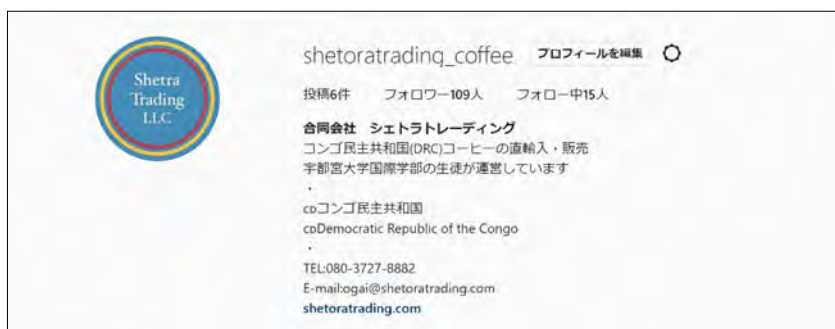 Shetra
Trading
LLC
shetoratrading_coffee プロフィールを編集
投稿6件 フォロワー109人 フォロー中15人
合同会社 シェトラトレーディング
コンゴ民主共和国(DRC)コーヒーの直輸入・販売
宇都宮大学国際学部の生徒が運営しています
・
CDコンゴ民主共和国
CDDemocratic Republic of the Congo
・
TEL:080-3727-8882
E-mail:ogai@shetoratrading.com
shetoratrading.com